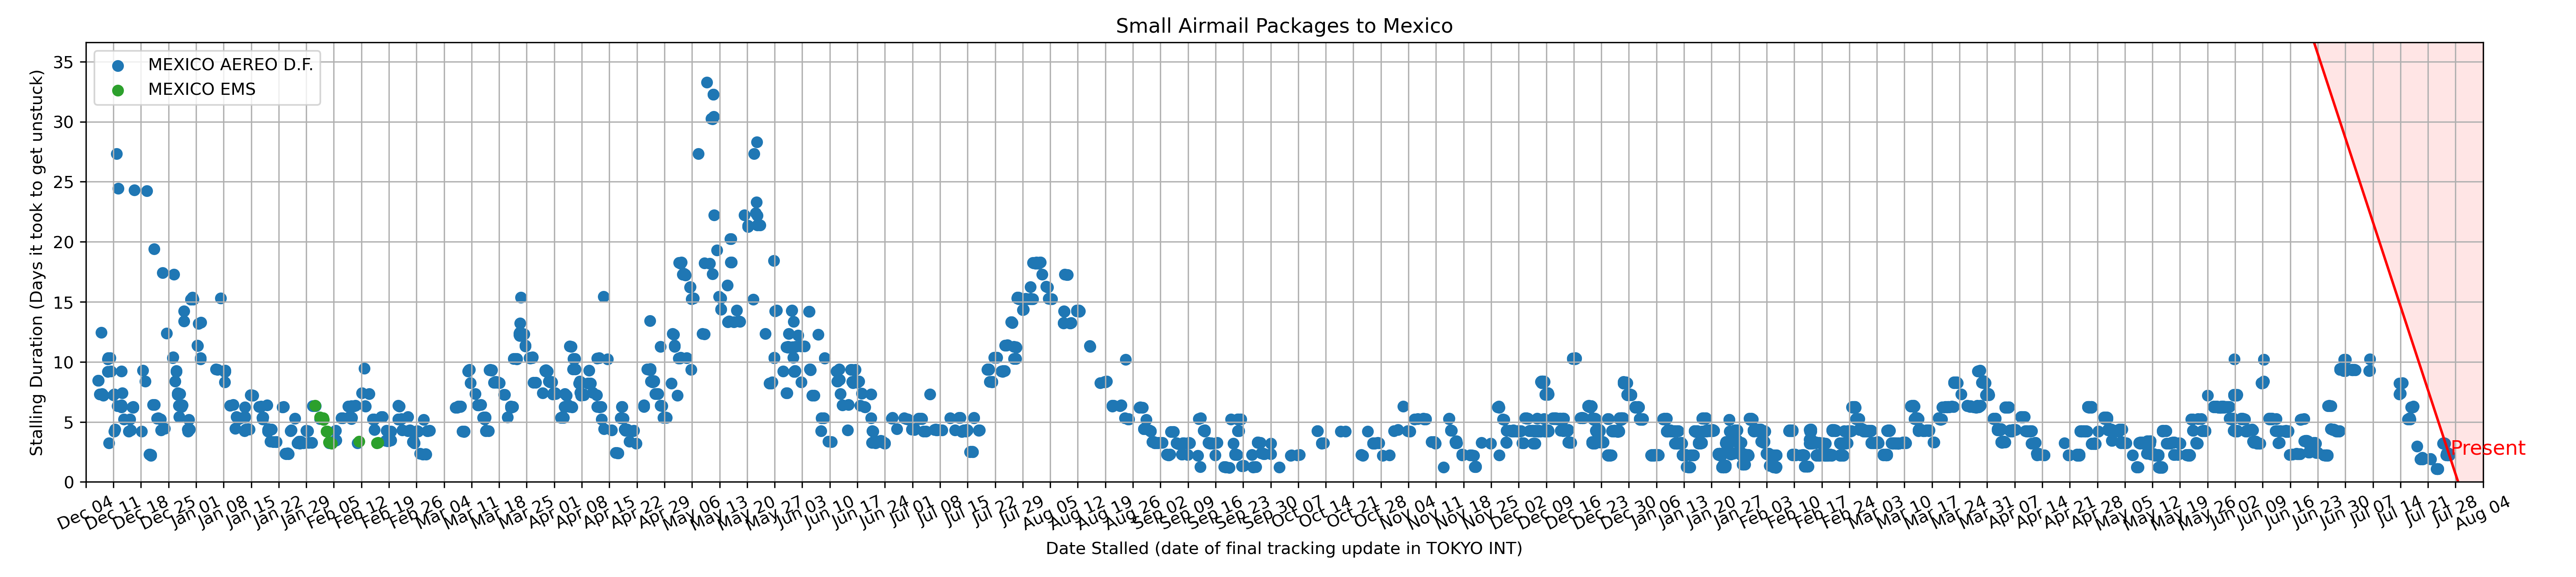 Small Airmail Packages to Mexico
MEXICO AEREO D.F.
MEXICO EMS
Stalling Duration (Days it took to get unstuck)
35
30
25
20
15
10
5
0
Present
Dec 04
Dec 11
Dec 18
Dec 25
Jan 01
Jan 08
Jan 15
Jan 22
Jan 29
Feb 05
Feb 12
Feb 19
Feb 26
Mar 04
Mar 11
Mar 18
Mar 25
Apr 01
Apr 08
Apr 15
Apr 22
Apr 29
May 06
May 13
May 20
May 27
Jun 03
Jun 10
Jun 17
Jun 24
Jul 01
Jul 08
Jul 15
Jul 22
Jul 29
Aug 05
Aug 12
Aug 19
Aug 26
Sep 02
Sep 09
Sep 16
Sep 23
Sep 30
Oct 07
Oct 14
Oct 21
Oct 28
Nov 04
Nov 11
Nov 18
Nov 25
Dec 02
Dec 09
Dec 16
Dec 23
Dec 30
Jan 06
Jan 13
Jan 20
Jan 27
Feb 03
Feb 10
Feb 17
Feb 24
Mar 03
Mar 10
Mar 17
Mar 24
Mar 31
Apr 07
Apr 14
Apr 21
Apr 28
May 05
May 12
May 19
May 26
Jun 02
Jun 09
Jun 16
Jun 23
Jun 30
Jul 07
Jul 14
Jul 21
Jul 28
Aug 04
Date Stalled (date of final tracking update in TOKYO INT)